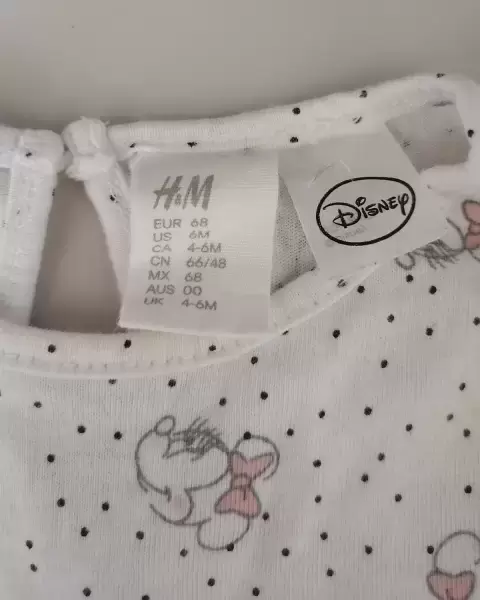 H&M
EUR 68
US 6M
CA 4-6M
CN 66/48
MX 68
AUS 00
UK 4-6M
DISNEY